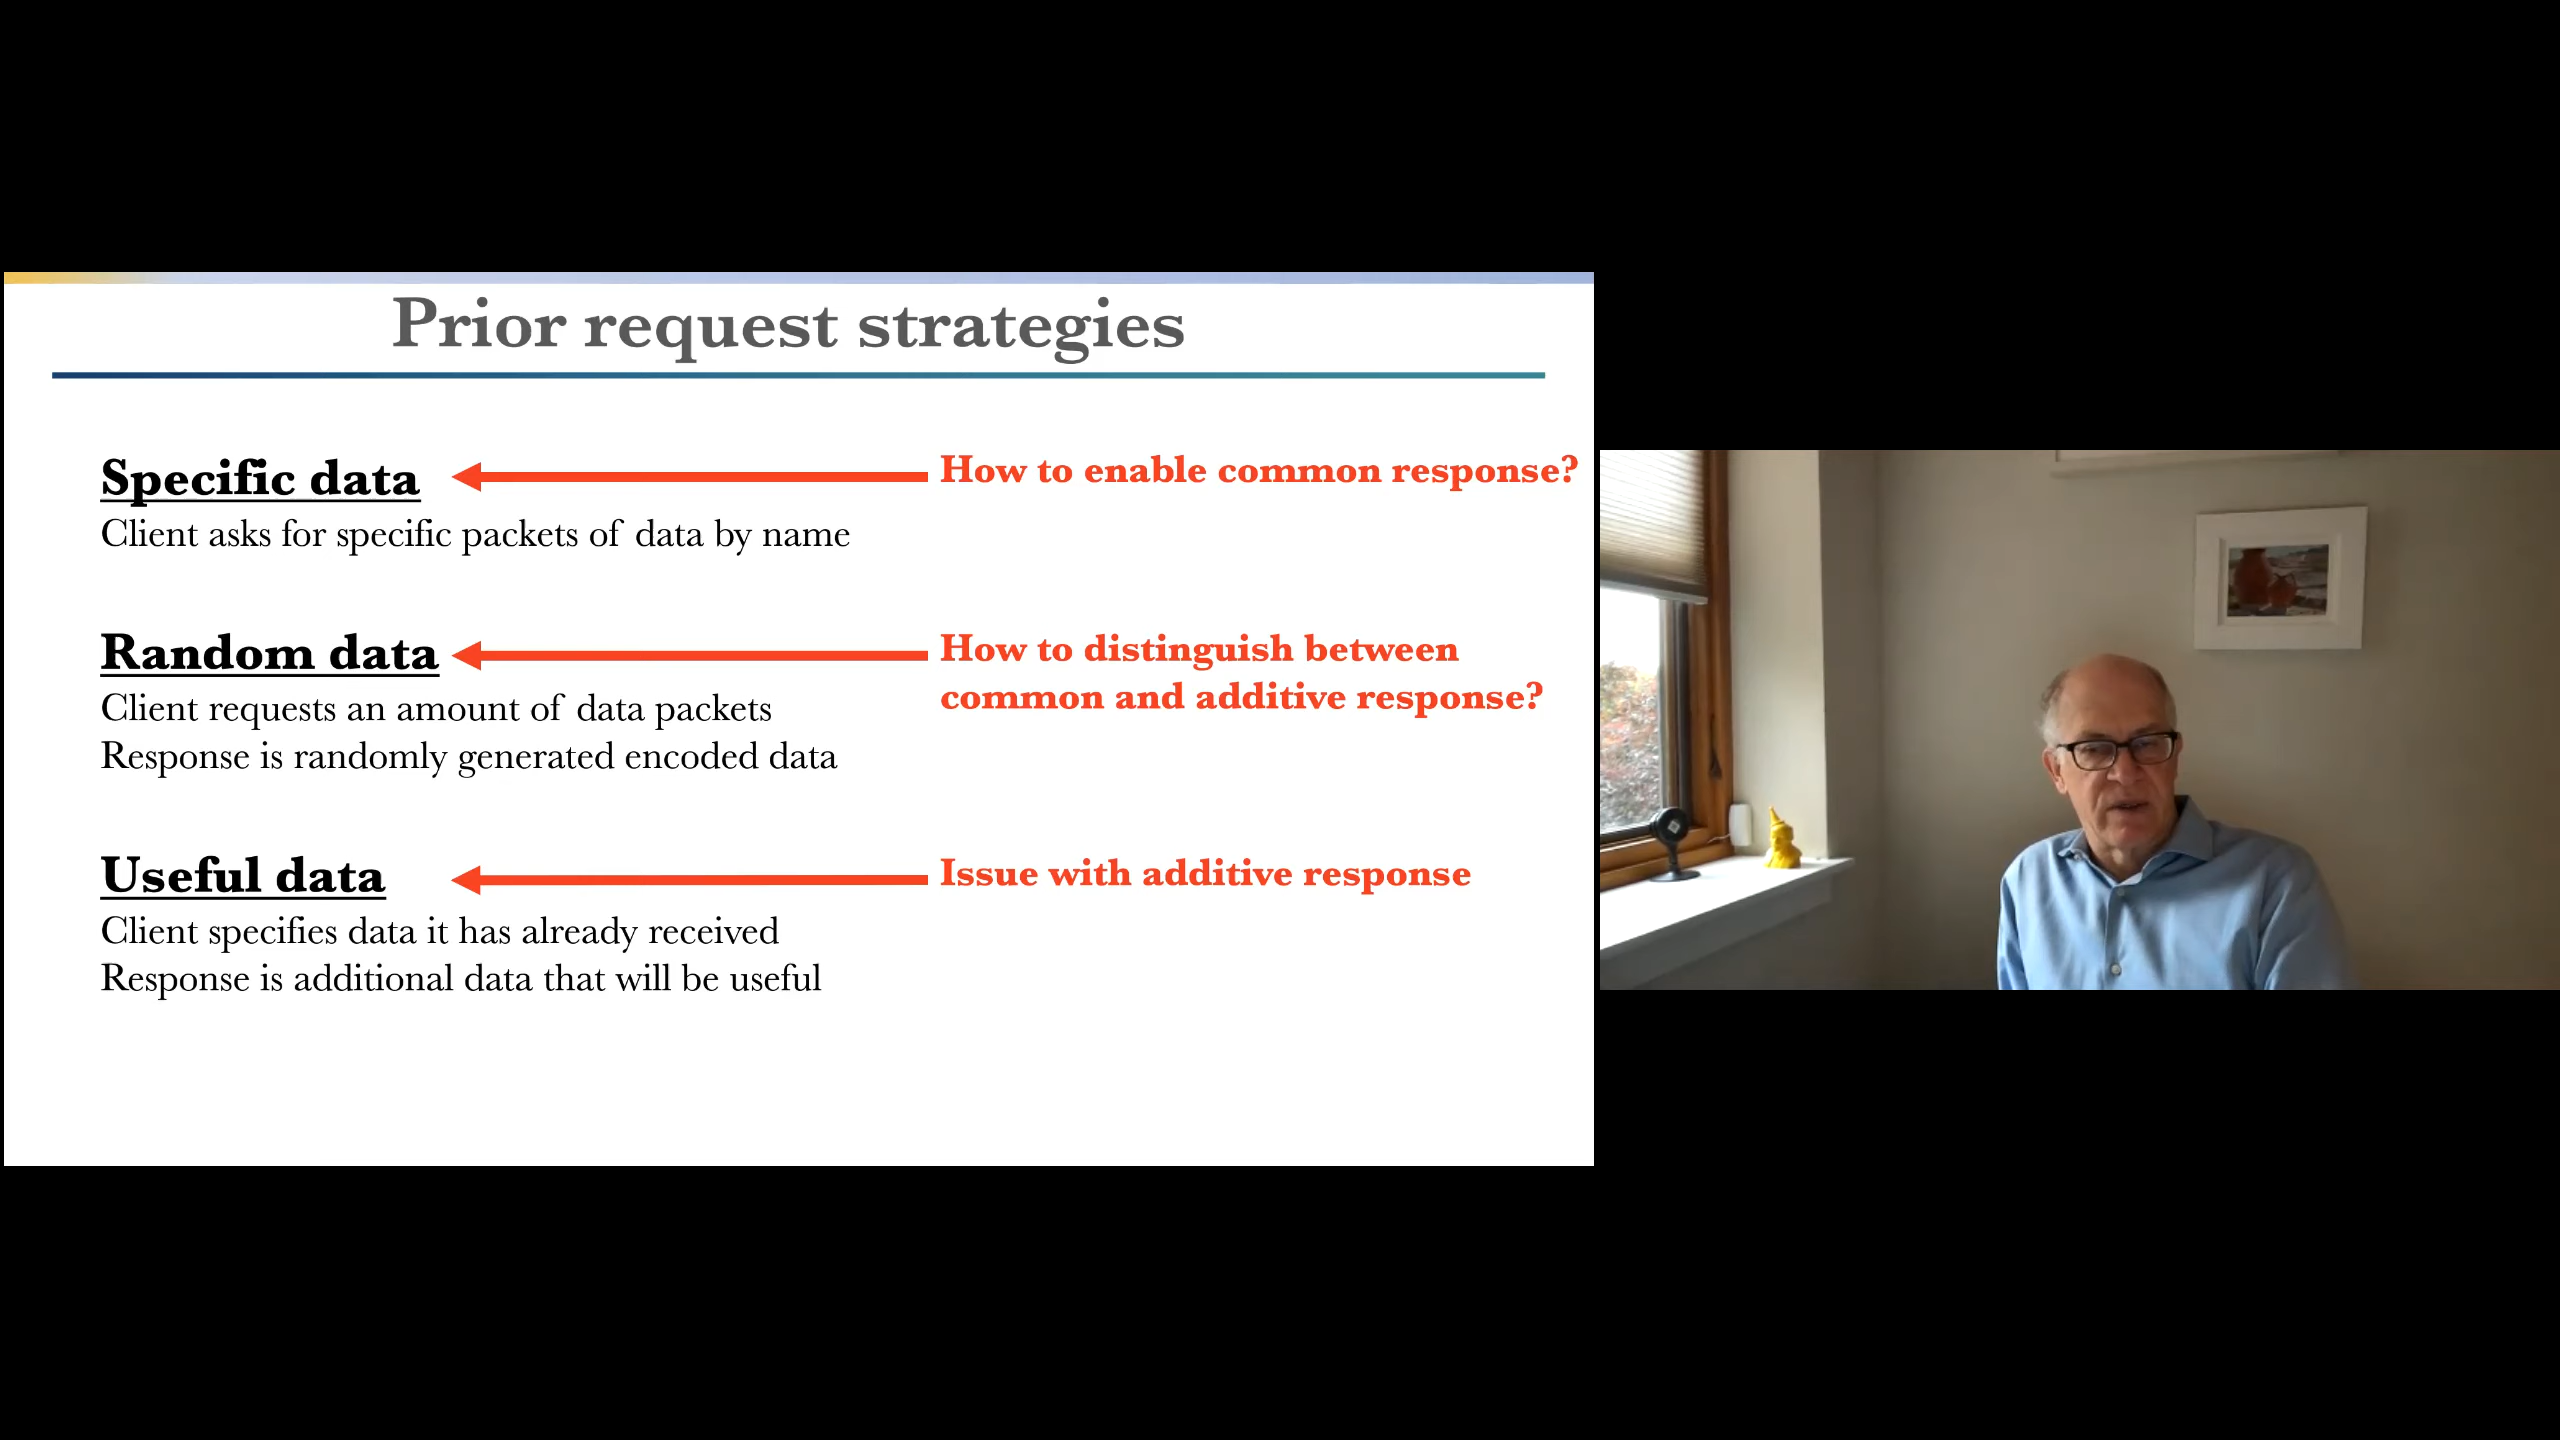 Prior request strategies
Specific data
How to enable common response?
Client asks for specific packets of data by name
Random data
How to distinguish between
common and additive response?
Client requests an amount of data packets
Response is randomly generated encoded data
Useful data
Issue with additive response
Client specifies data it has already received
Response is additional data that will be useful